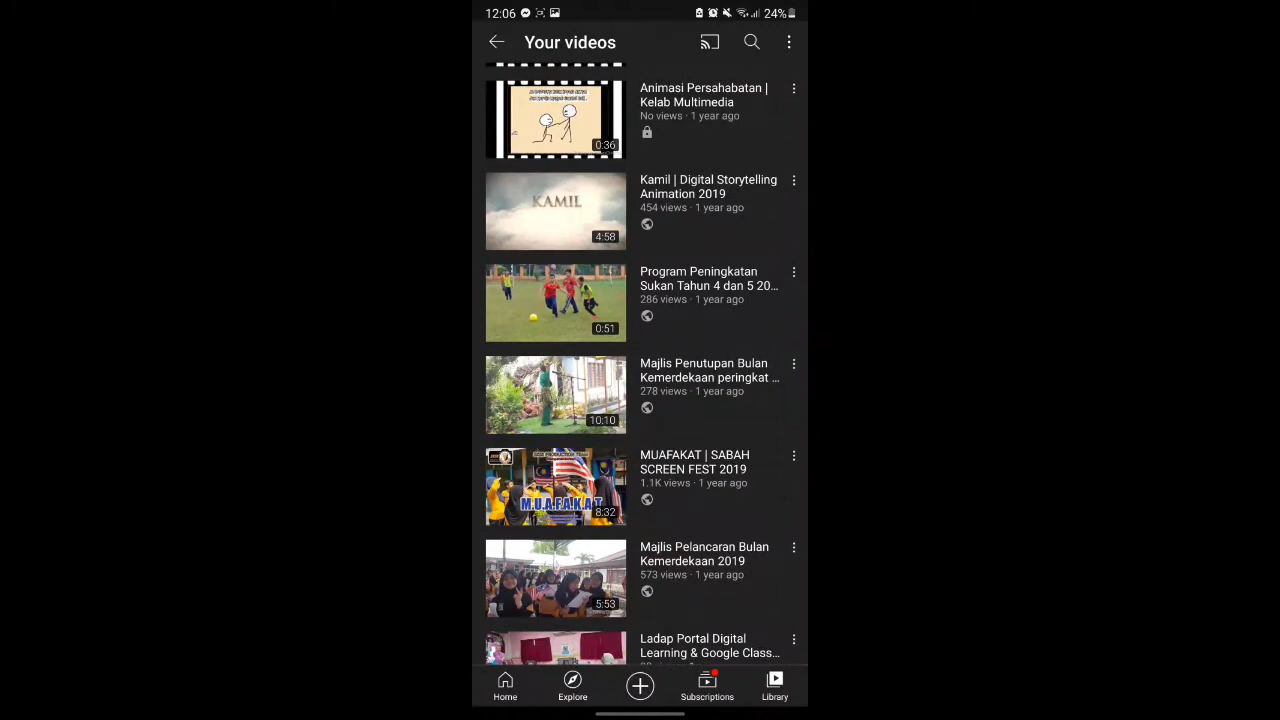 12:06
24%
Your videos
0:36
Animasi Persahabatan |
Kelab Multimedia
No views · 1 year ago
KAMIL
4:58
Kamil | Digital Storytelling
Animation 2019
454 views · 1 year ago
0:51
Program Peningkatan
Sukan Tahun 4 dan 5 20...
286 views · 1 year ago
10:10
Majlis Penutupan Bulan
Kemerdekaan peringkat ...
278 views · 1 year ago
M.U.A.F.A.K.A.T
8:32
MUAFAKAT | SABAH
SCREEN FEST 2019
1.1K views · 1 year ago
5:53
Majlis Pelancaran Bulan
Kemerdekaan 2019
573 views · 1 year ago
Ladap Portal Digital
Learning & Google Class...
Home
Explore
Subscriptions
Library